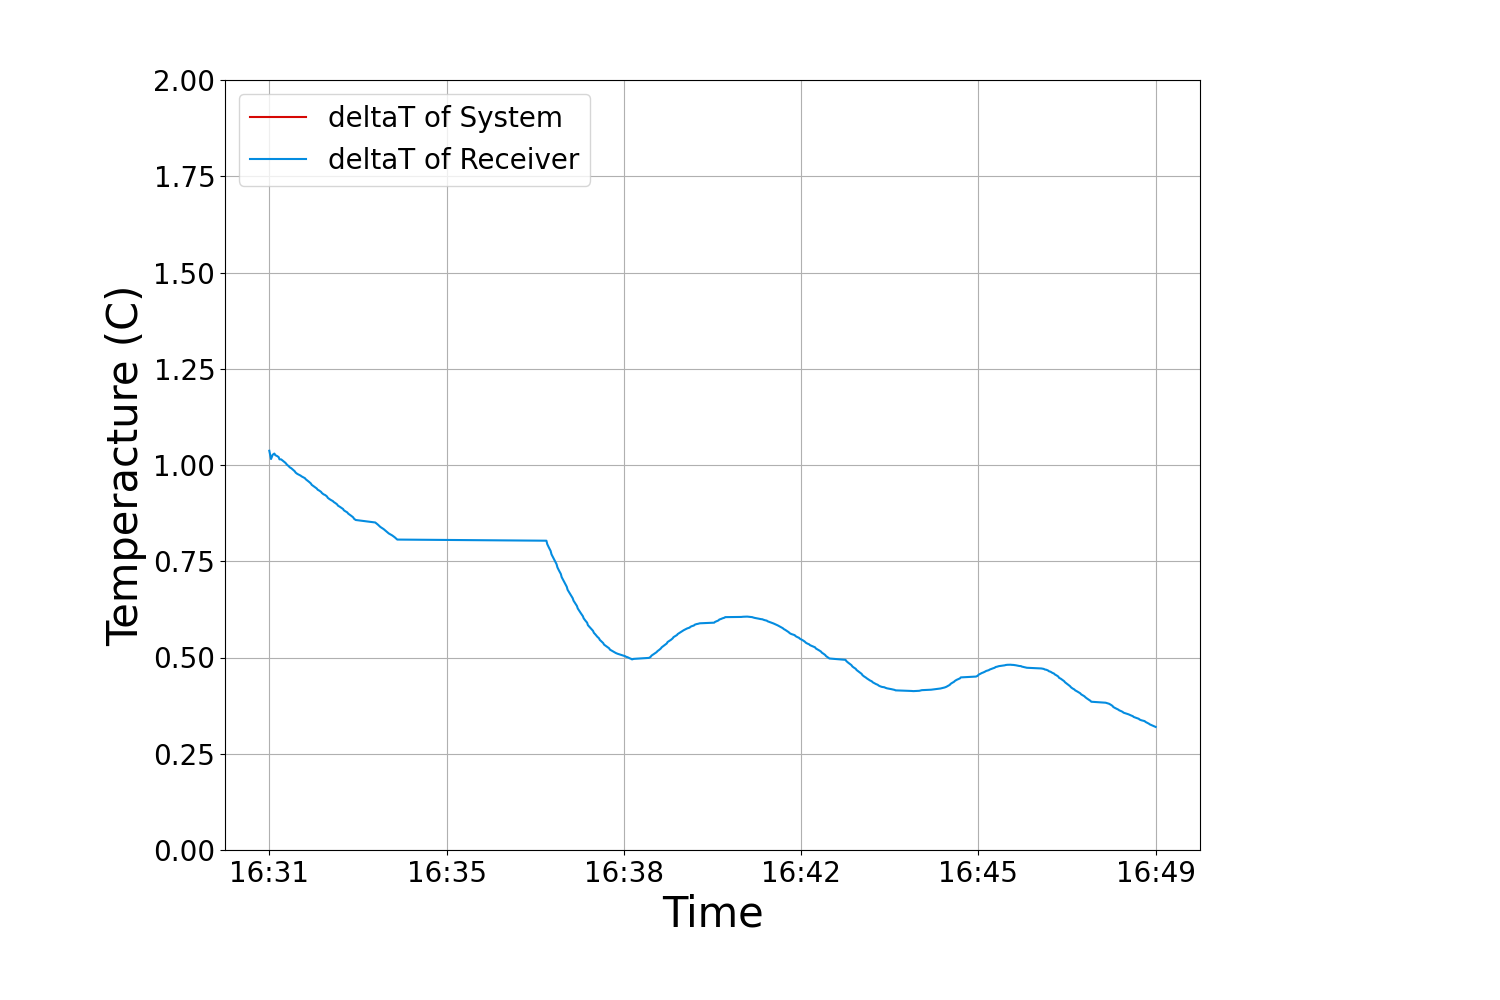 2.00
1.75
1.50
1.25
1.00
0.75
0.50
0.25
0.00
Temperacture (C)
deltaT of System
deltaT of Receiver
16:31 16:35 16:38 16:42 16:45 16:49
Time